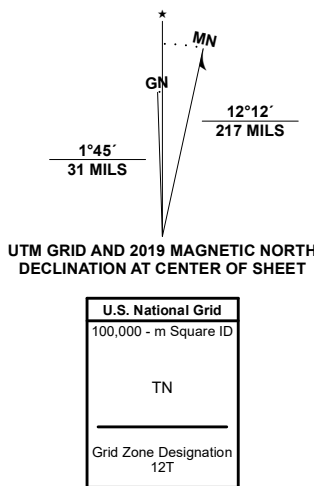 ★
MN
GN
12°12´
217 MILS
1°45´
31 MILS
UTM GRID AND 2019 MAGNETIC NORTH
DECLINATION AT CENTER OF SHEET
U.S. National Grid
100,000 - m Square ID
TN
Grid Zone Designation
12T